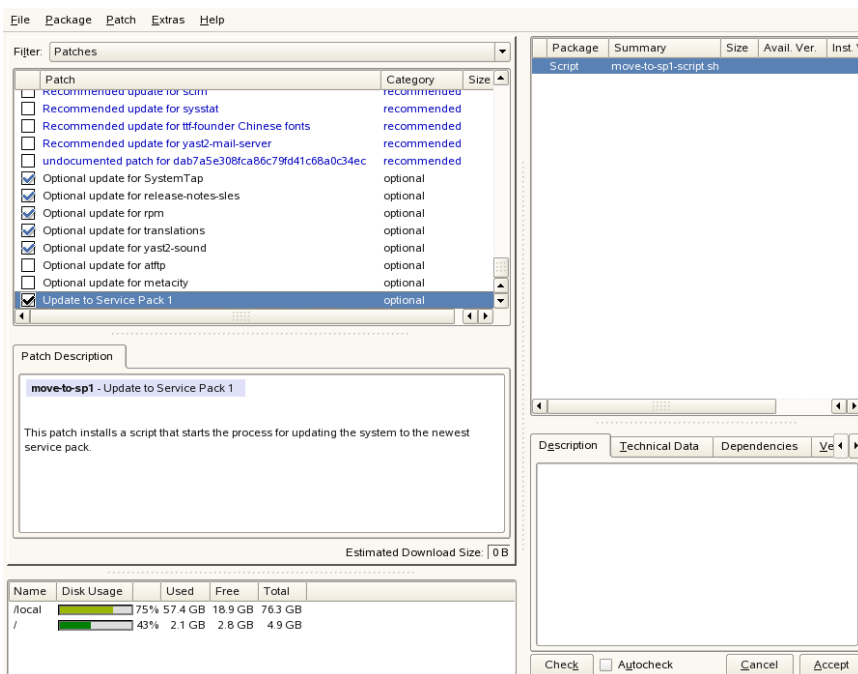 File Package Patch Extras Help
Filter: Patches
Patch Category Size
Recommended update for scim recommended
Recommended update for sysstat recommended
Recommended update for ttf-founder Chinese fonts recommended
Recommended update for yast2-mail-server recommended
undocumented patch for dab7a5e308fca86c79fd41c68a0c34ec recommended
Optional update for SystemTap optional
Optional update for release-notes-sles optional
Optional update for rpm optional
Optional update for translations optional
Optional update for yast2-sound optional
Optional update for atftp optional
Optional update for metacity optional
Update to Service Pack 1 optional
Patch Description
move-to-sp1 - Update to Service Pack 1
This patch installs a script that starts the process for updating the system to the newest
service pack.
Estimated Download Size: 0 B
Name Disk Usage Used Free Total
/local 75% 57.4 GB 18.9 GB 76.3 GB
/ 43% 2.1 GB 2.8 GB 4.9 GB
Package Summary Size Avail. Ver. Inst.
Script move-to-sp1-script.sh
Description Technical Data Dependencies Ve
Check Autocheck Cancel Accept